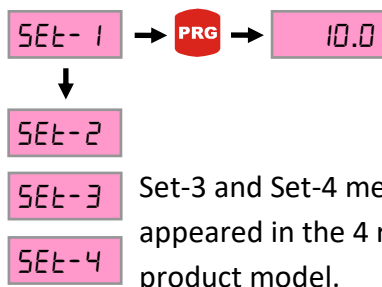 SEt- 1 PRG 10.0
SEt-2
SEt-3
SEt-4
Set-3 and Set-4 me
appeared in the 4 
product model.